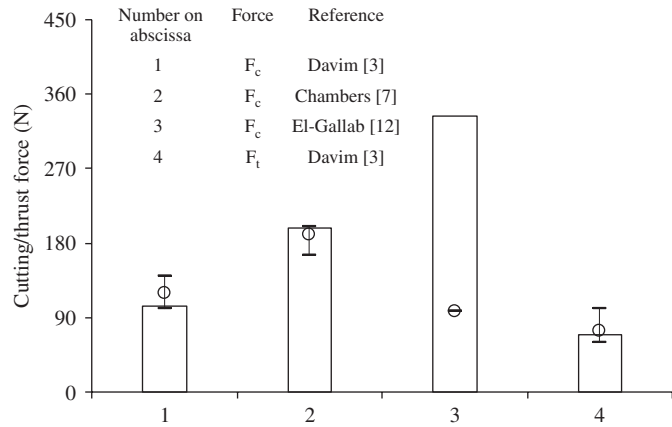 450
360
270
180
90
0
Cutting/thrust force (N)
Number on abscissa Force Reference
1 Fc Davim [3]
2 Fc Chambers [7]
3 Fc El-Gallab [12]
4 Ft Davim [3]
1 2 3 4